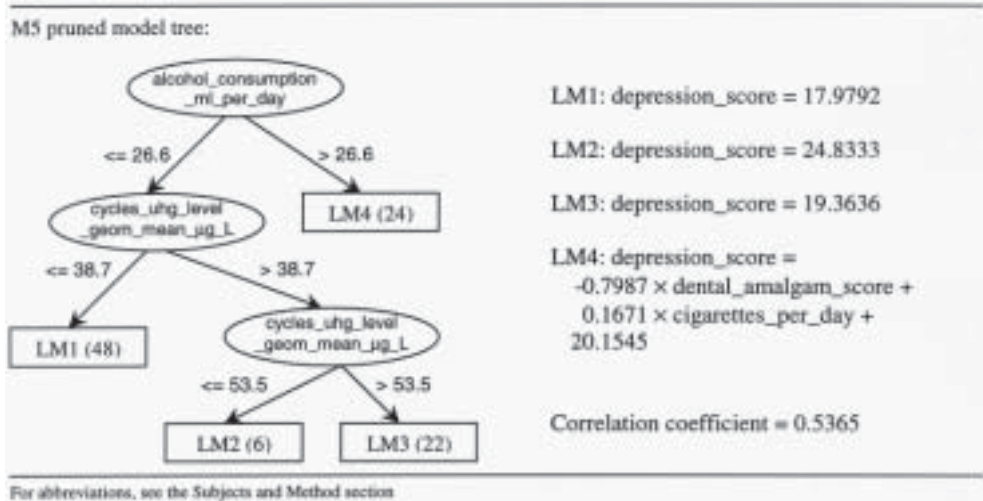 M5 pruned model tree:
alcohol_consumption
_ml_per_day
<= 26.6
> 26.6
cycles_uhg_level
_geom_mean_µg_L
LM4 (24)
<= 38.7
> 38.7
LM1 (48)
cycles_uhg_level
_geom_mean_µg_L
<= 53.5
> 53.5
LM2 (6)
LM3 (22)
LM1: depression_score = 17.9792
LM2: depression_score = 24.8333
LM3: depression_score = 19.3636
LM4: depression_score =
-0.7987 × dental_amalgam_score +
0.1671 × cigarettes_per_day +
20.1545
Correlation coefficient = 0.5365
For abbreviations, see the Subjects and Method section